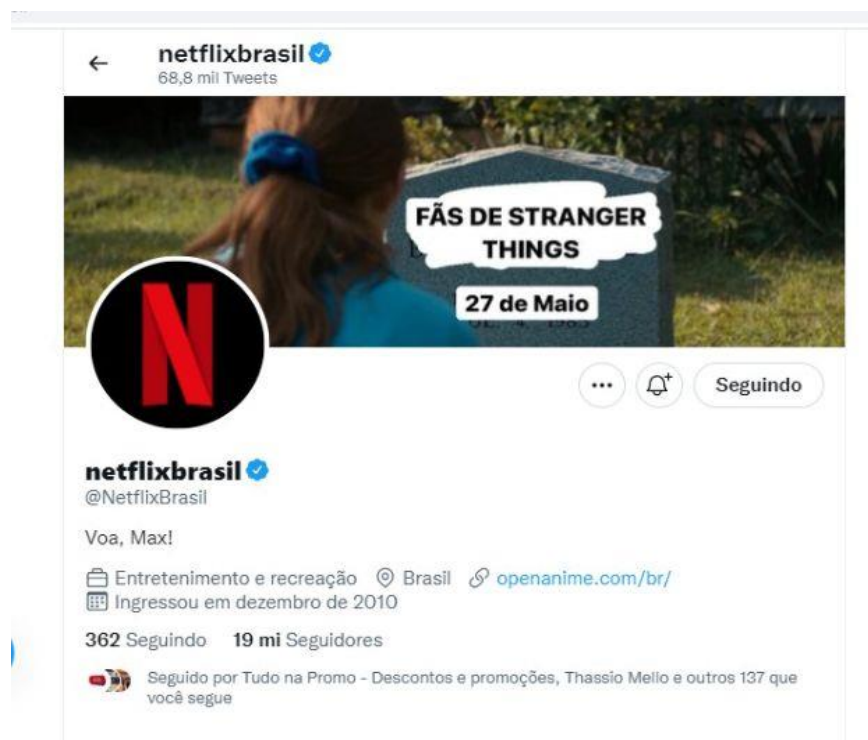 netflixbrasil
68,8 mil Tweets
FÃS DE STRANGER
THINGS
27 de Maio
Seguindo
netflixbrasil
@NetflixBrasil
Voa, Max!
Entretenimento e recreação Brasil openanime.com/br/
Ingressou em dezembro de 2010
362 Seguindo 19 mi Seguidores
Seguido por Tudo na Promo - Descontos e promoções, Thassio Mello e outros 137 que
você segue